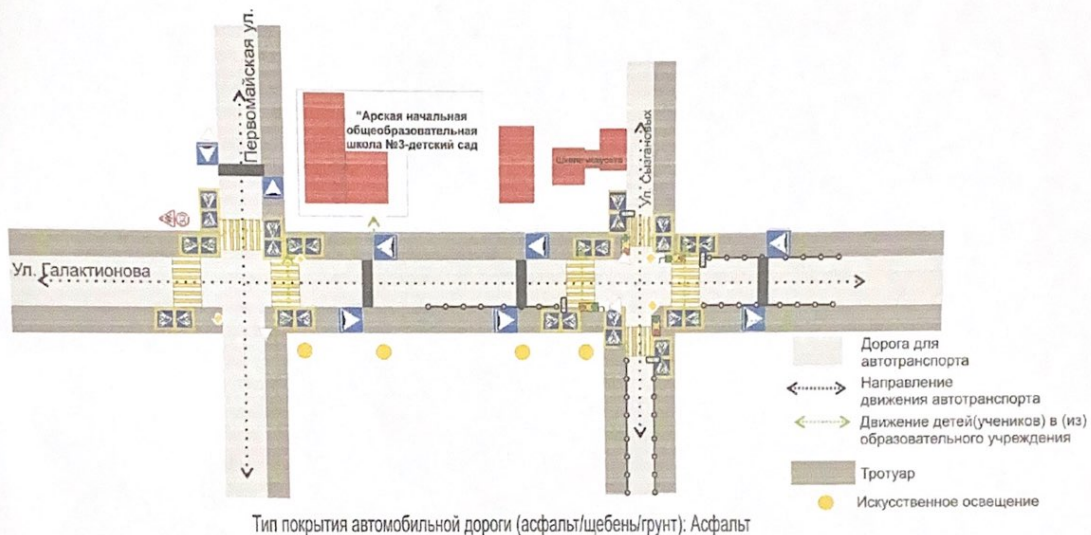 Первомайская ул.
"Арская начальная
общеобразовательная
школа №3-детский сад
Ул. Сызгановых
Ул. Галактионова
Дорога для
автотранспорта
Направление
движения автотранспорта
Движение детей(учеников) в (из)
образовательного учреждения
Тротуар
Искусственное освещение
Тип покрытия автомобильной дороги (асфальт/щебень/грунт): Асфальт